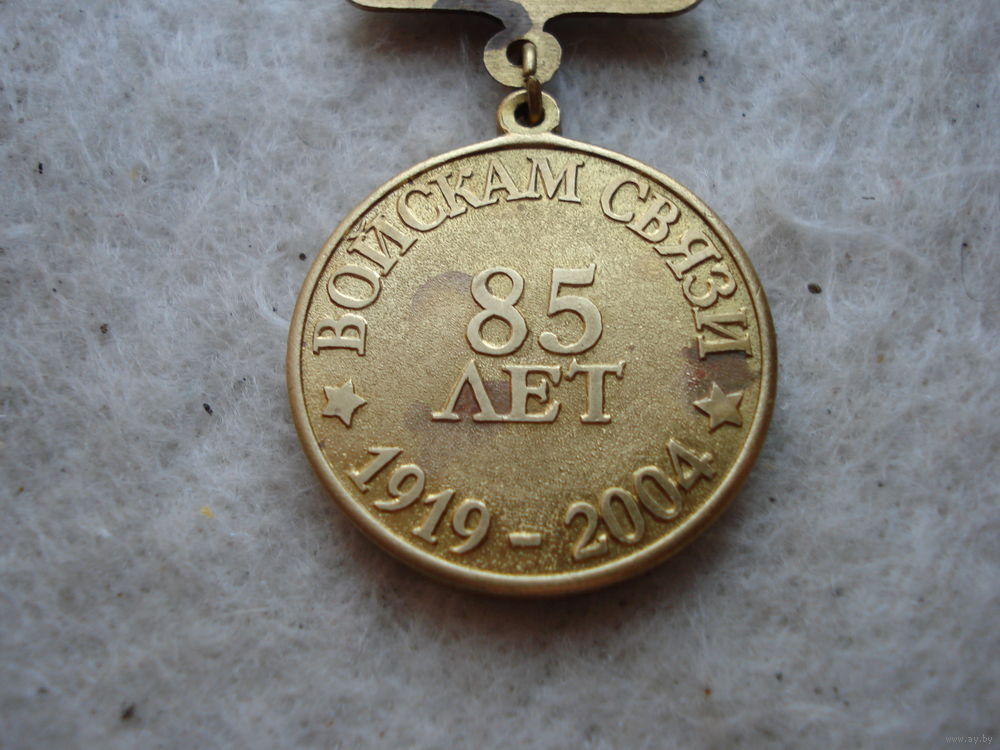 ВОЙСКАМ СВЯЗИ
85
ЛЕТ
1919 - 2004
www.ay.by